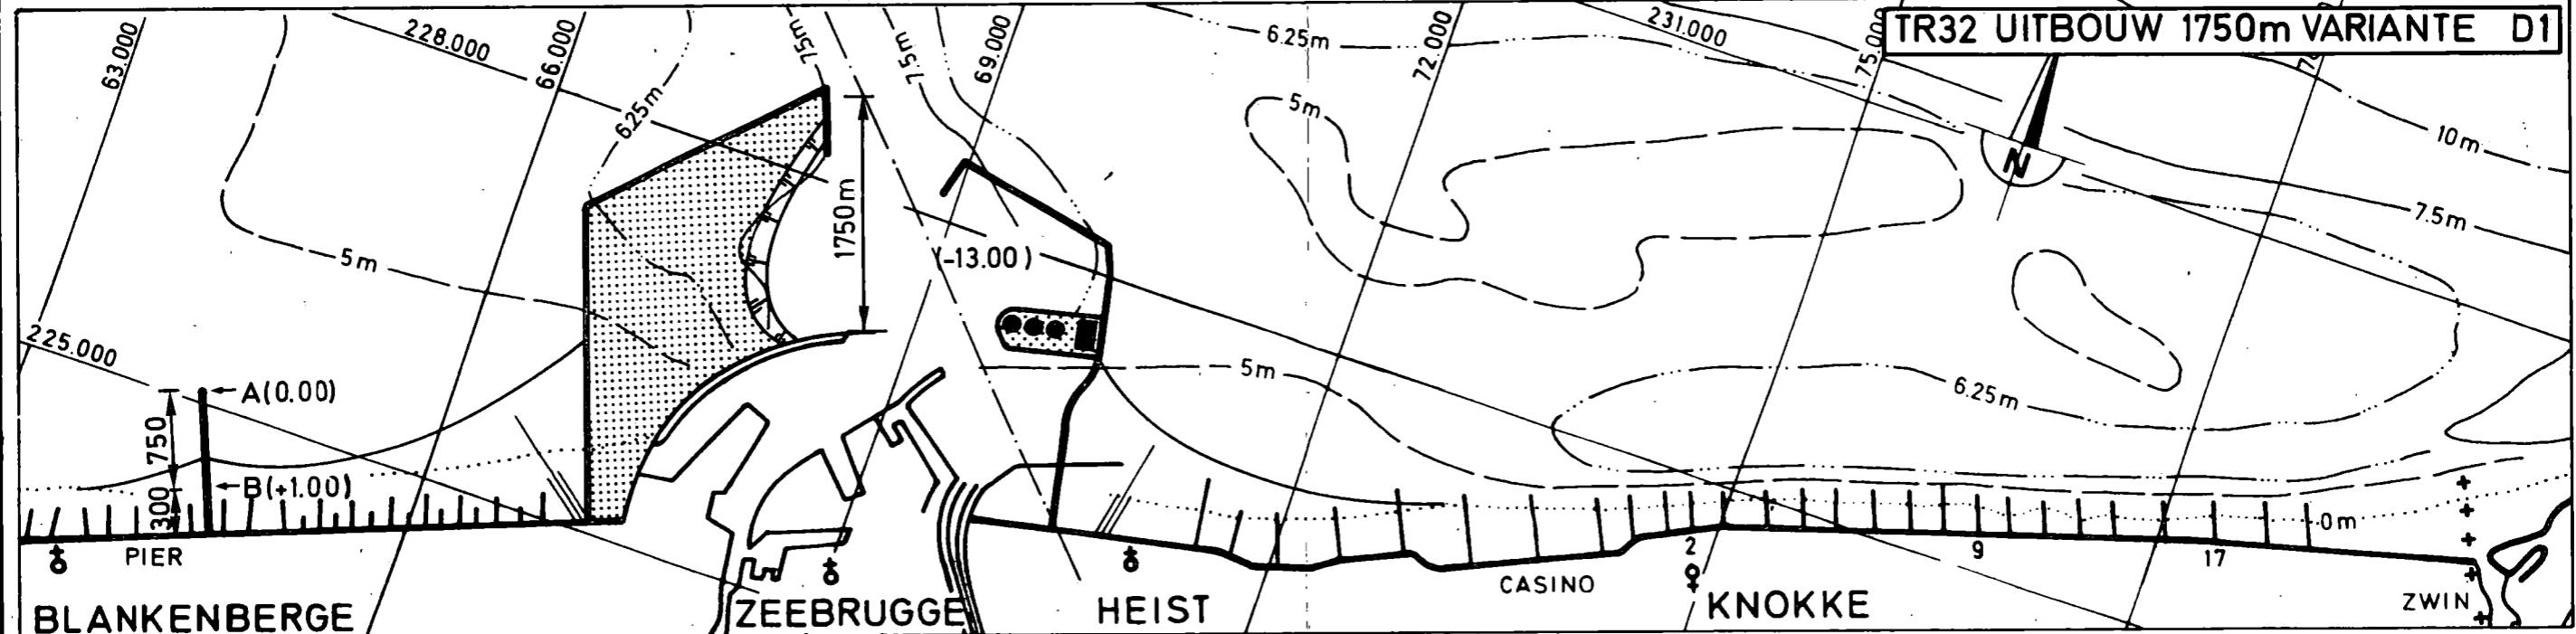 TR32 UITBOUW 1750m VARIANTE D1
63.000
228.000
66.000
625m
7.5m
7.5m
69.000
6.25m
72.000
231.000
75.000
5m
N
10m
7.5m
5m
1750m
(-13.00)
225.000
A(0.00)
750
B(+1.00)
300
5m
6.25m
0m
PIER
2
9
17
CASINO
ZWIN
BLANKENBERGE
ZEEBRUGGE
HEIST
KNOKKE